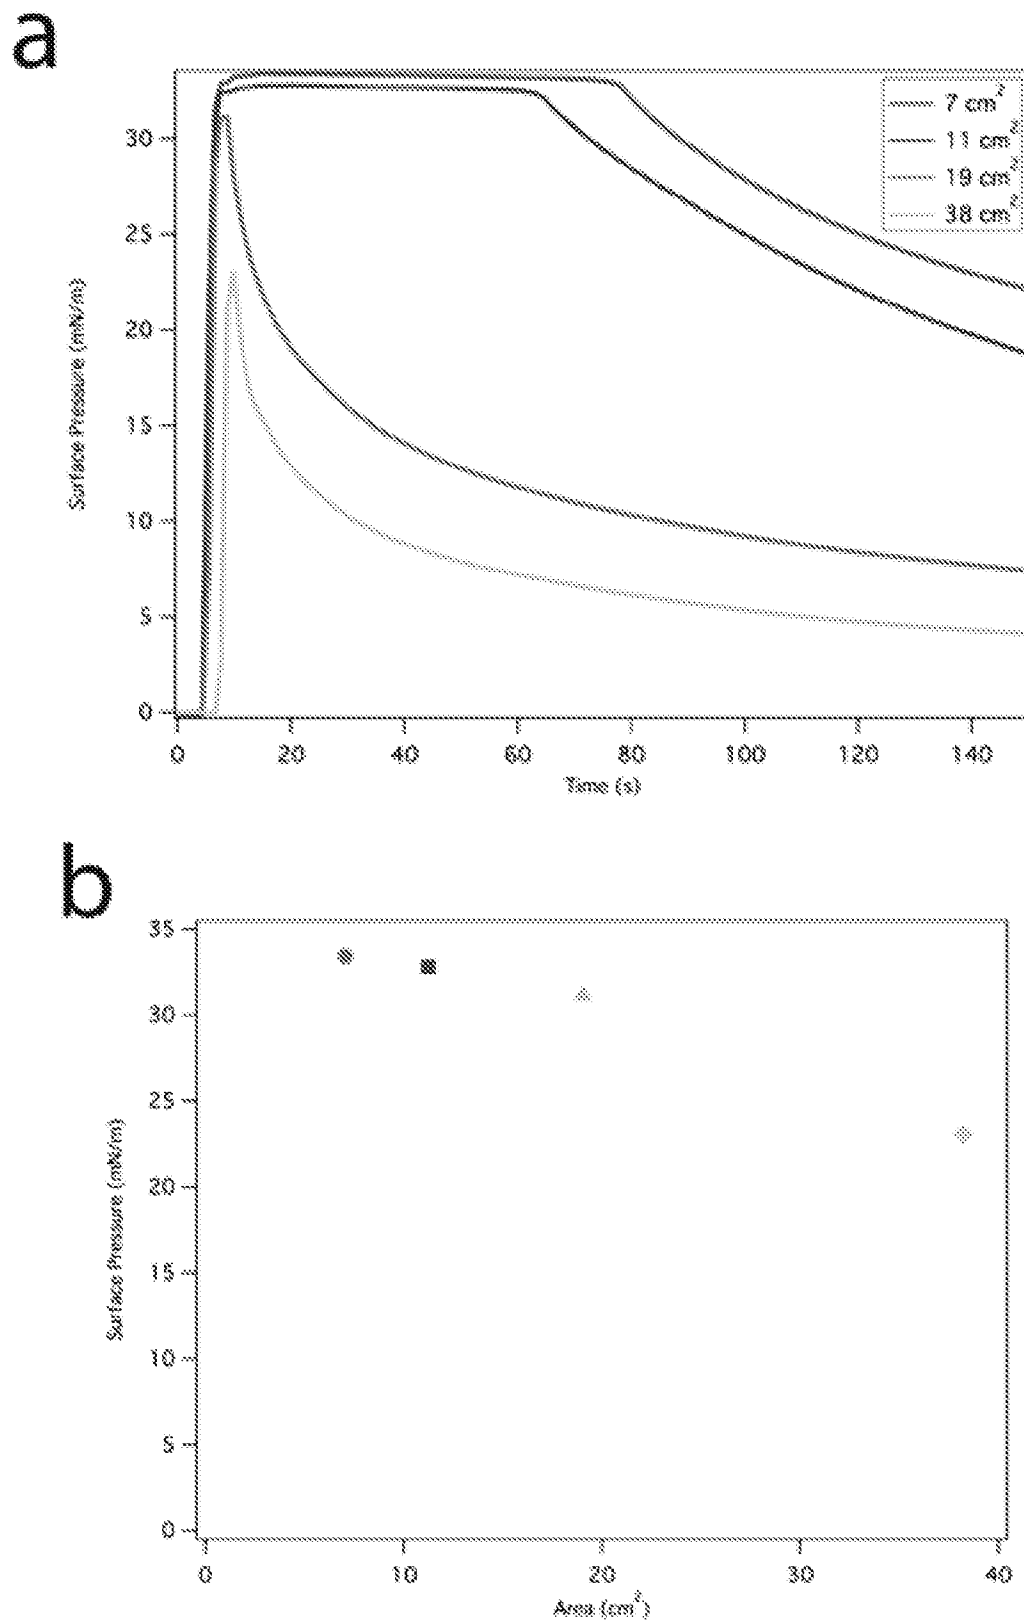 a
30
25
20
15
10
5
0
Surface Pressure (mN/m)
7 cm²
11 cm²
19 cm²
38 cm²
0 20 40 60 80 100 120 140
Time (s)
b
35
30
25
20
15
10
5
0
Surface Pressure (mN/m)
0 10 20 30 40
Area (cm²)